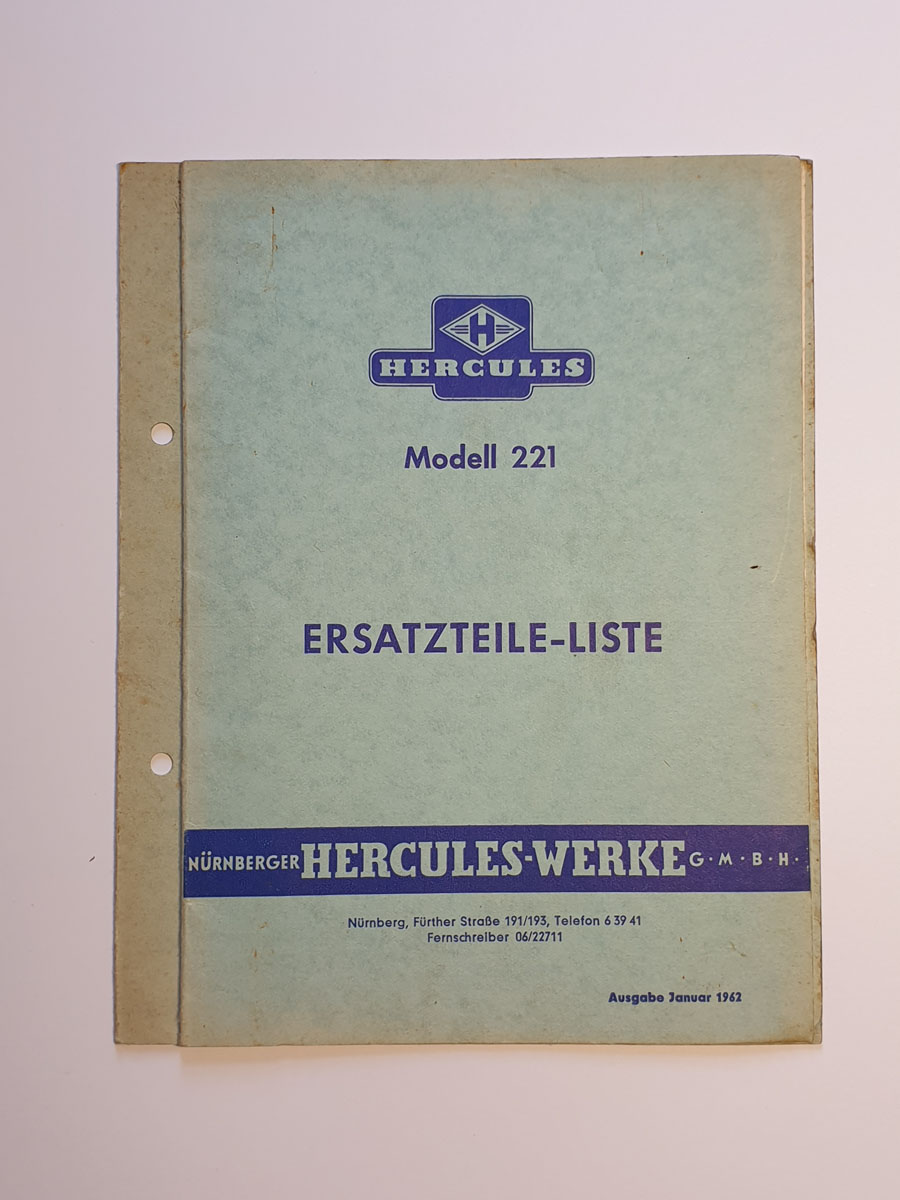 H
HERCULES
Modell 221
ERSATZTEILE-LISTE
NÜRNBERGER HERCULES-WERKE G·M·B·H·
Nürnberg, Fürther Straße 191/193, Telefon 6 39 41
Fernschreiber 06/22711
Ausgabe Januar 1962